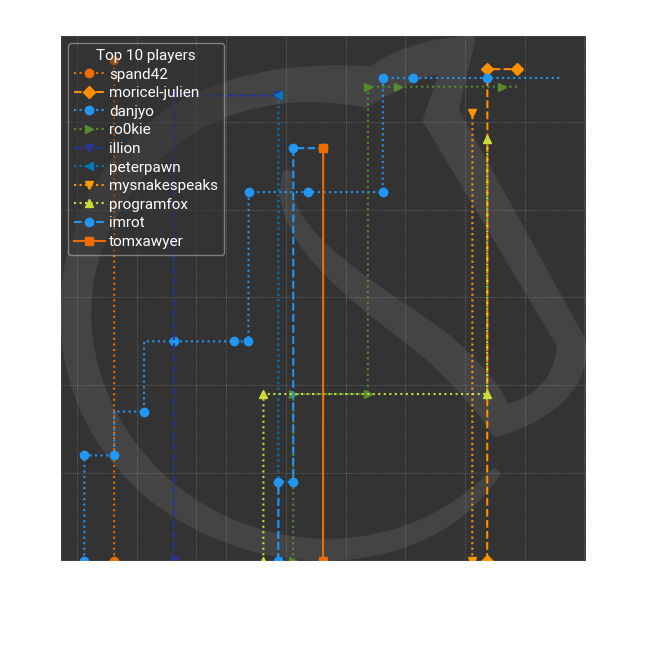 Top 10 players
spand42
moricel-julien
danjyo
ro0kie
illion
peterpawn
mysnakespeaks
programfox
imrot
tomxawyer